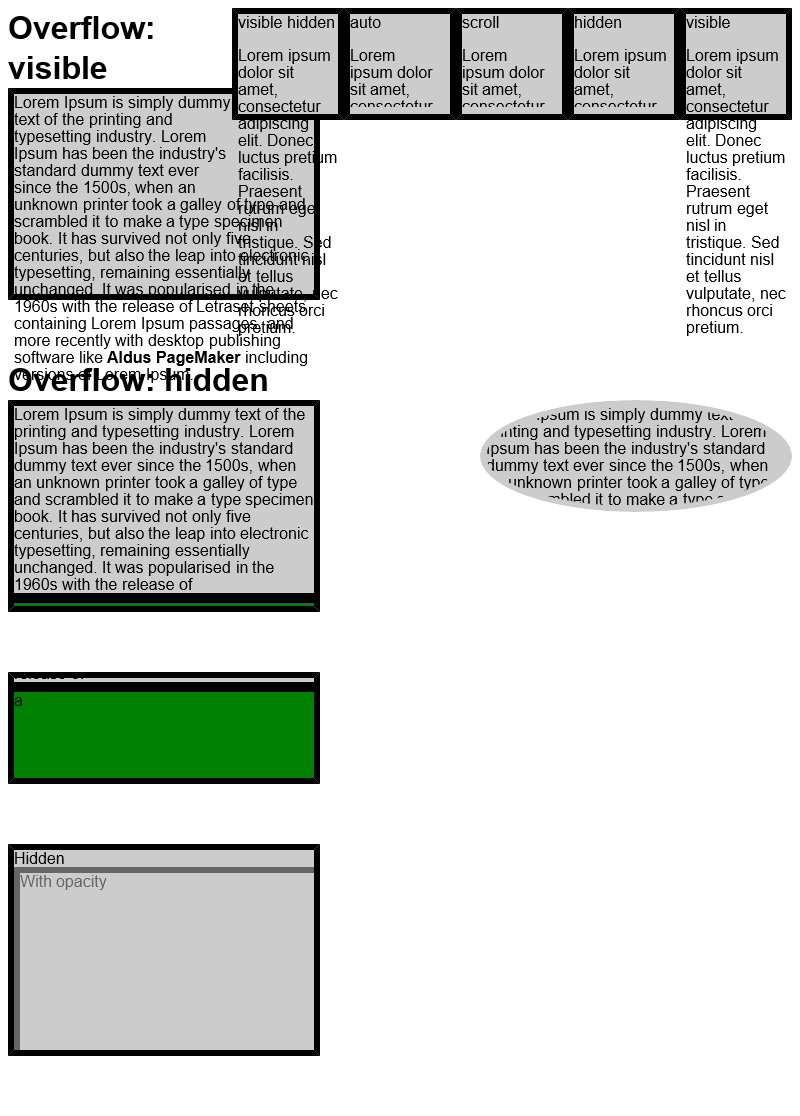 Overflow:
visible
Lorem Ipsum is simply dummy
text of the printing and
typesetting industry. Lorem
Ipsum has been the industry's
standard dummy text ever
since the 1500s, when an
unknown printer took a galley of type and
scrambled it to make a type specimen
book. It has survived not only five
centuries, but also the leap into electronic
typesetting, remaining essentially
unchanged. It was popularised in the
1960s with the release of Letraset sheets
containing Lorem Ipsum passages, and
more recently with desktop publishing
software like Aldus PageMaker including
versions of Lorem Ipsum.
visible hidden
Lorem ipsum
dolor sit
amet,
consectetur
adipiscing
elit. Donec
luctus pretium
facilisis.
Praesent
rutrum eget
nisl in
tristique. Sed
tincidunt nisl
et tellus
vulputate, nec
rhoncus orci
pretium.
auto
Lorem
ipsum dolor
sit amet,
consectetur
scroll
Lorem
ipsum dolor
sit amet,
consectetur
hidden
Lorem ipsum
dolor sit
amet,
consectetur
visible
Lorem ipsum
dolor sit
amet,
consectetur
adipiscing
elit. Donec
luctus pretium
facilisis.
Praesent
rutrum eget
nisl in
tristique. Sed
tincidunt nisl
et tellus
vulputate, nec
rhoncus orci
pretium.
Overflow: hidden
Lorem Ipsum is simply dummy text of the
printing and typesetting industry. Lorem
Ipsum has been the industry's standard
dummy text ever since the 1500s, when
an unknown printer took a galley of type
and scrambled it to make a type specimen
book. It has survived not only five
centuries, but also the leap into electronic
typesetting, remaining essentially
unchanged. It was popularised in the
1960s with the release of
Ipsum is simply dummy text
inting and typesetting industry. Lorem
Ipsum has been the industry's standard
dummy text ever since the 1500s, when
unknown printer took a galley of type
mbled it to make a type
a
Hidden
With opacity